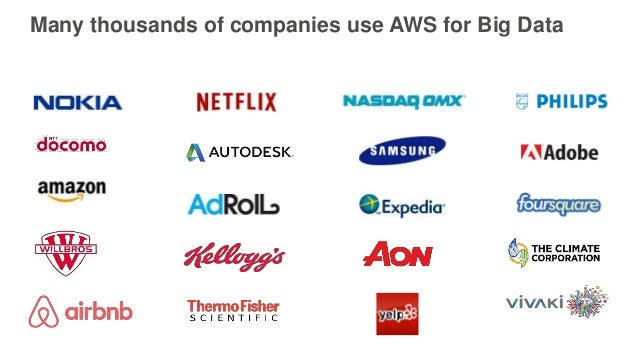 Many thousands of companies use AWS for Big Data
NOKIA NETFLIX NASDAQ OMX PHILIPS
NTT docomo AUTODESK SAMSUNG Adobe
amazon AdRoll Expedia foursquare
W WILLBROS Kellogg's AON THE CLIMATE
CORPORATION
airbnb ThermoFisher
SCIENTIFIC yelp VIVAKI